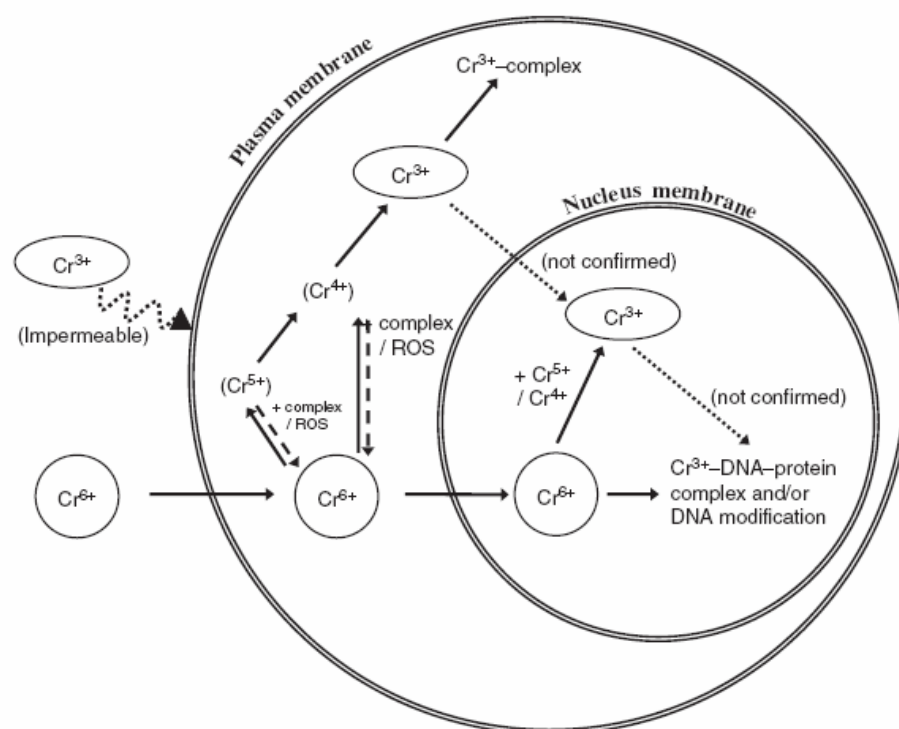 Plasma membrane
Cr³⁺–complex
Cr³⁺
Nucleus membrane
Cr³⁺
(Impermeable)
(not confirmed)
(Cr⁴⁺)
Cr³⁺
+ complex
/ ROS
(Cr⁵⁺)
+ Cr⁵⁺
/ Cr⁴⁺
(not confirmed)
+ complex
/ ROS
Cr⁶⁺
Cr⁶⁺
Cr⁶⁺
Cr³⁺–DNA–protein
complex and/or
DNA modification